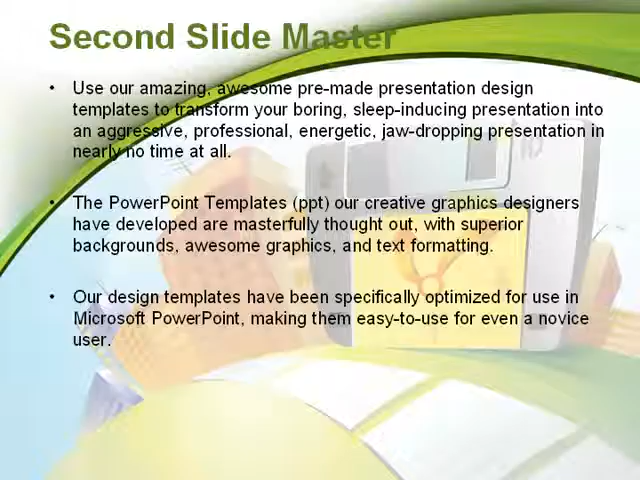 Second Slide Master
• Use our amazing, awesome pre-made presentation design
templates to transform your boring, sleep-inducing presentation into
an aggressive, professional, energetic, jaw-dropping presentation in
nearly no time at all.
• The PowerPoint Templates (ppt) our creative graphics designers
have developed are masterfully thought out, with superior
backgrounds, awesome graphics, and text formatting.
• Our design templates have been specifically optimized for use in
Microsoft PowerPoint, making them easy-to-use for even a novice
user.